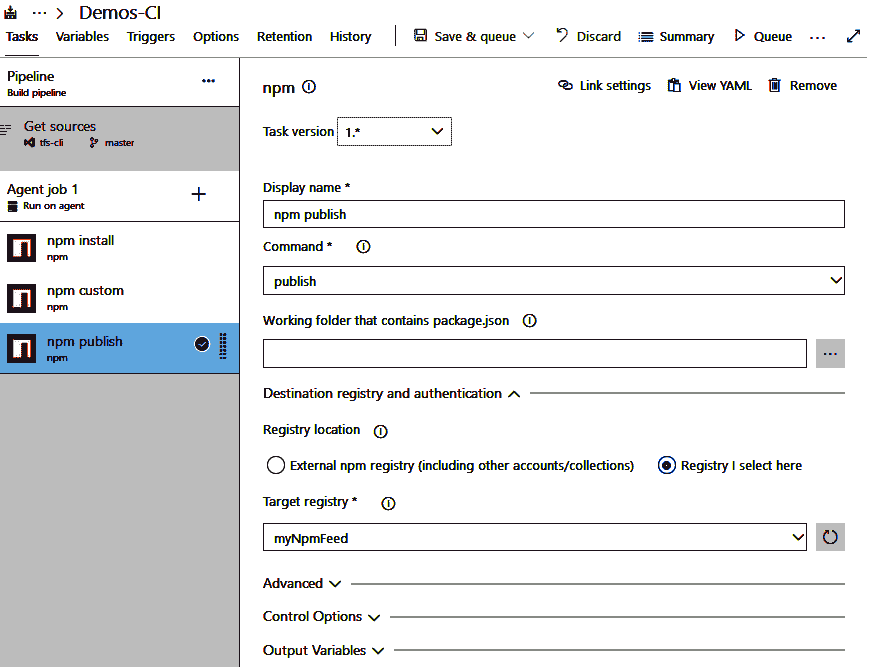 Demos-CI
Tasks Variables Triggers Options Retention History Save & queue Discard Summary Queue
Pipeline
Build pipeline
Get sources
tfs-cli master
Agent job 1
Run on agent
npm install
npm
npm custom
npm
npm publish
npm
npm Link settings View YAML Remove
Task version 1.*
Display name *
npm publish
Command *
publish
Working folder that contains package.json
Destination registry and authentication
Registry location
External npm registry (including other accounts/collections) Registry I select here
Target registry *
myNpmFeed
Advanced
Control Options
Output Variables